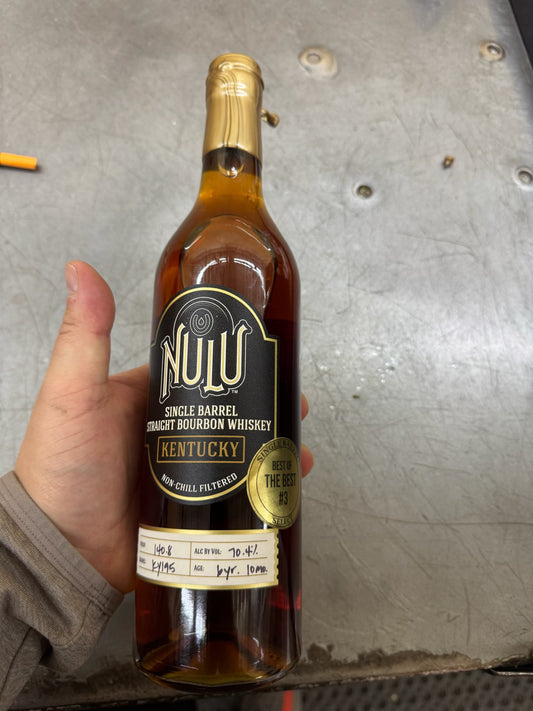 NULU
TM
SINGLE BARREL
STRAIGHT BOURBON WHISKEY
KENTUCKY
NON-CHILL FILTERED
SINGLE
BEST OF
THE BEST
#3
SELECT
140.8
ALC BY VOL: 70.4%
KY195
AGE: 6yr. 10mo.